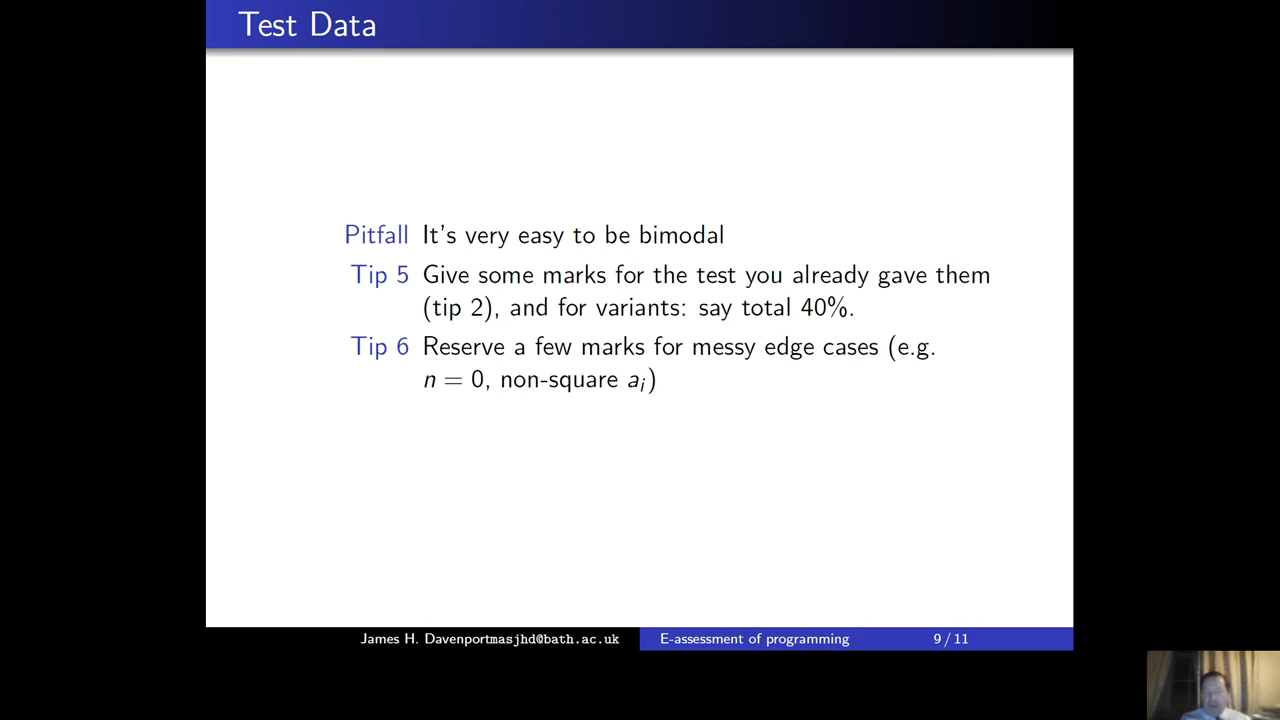 Test Data
Pitfall It's very easy to be bimodal
Tip 5 Give some marks for the test you already gave them
(tip 2), and for variants: say total 40%.
Tip 6 Reserve a few marks for messy edge cases (e.g.
n = 0, non-square aᵢ)
James H. Davenportmasjhd@bath.ac.uk E-assessment of programming 9 / 11